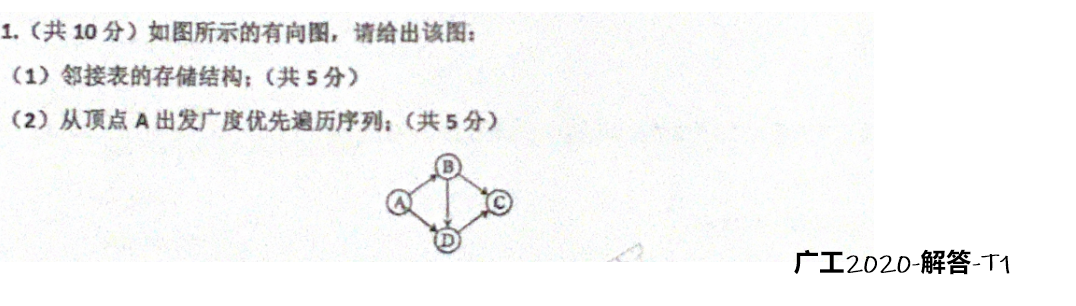 1.（共 10 分）如图所示的有向图，请给出该图：
（1）邻接表的存储结构；（共 5 分）
（2）从顶点 A 出发广度优先遍历序列；（共 5 分）
B
A
C
D
广工2020-解答-T1